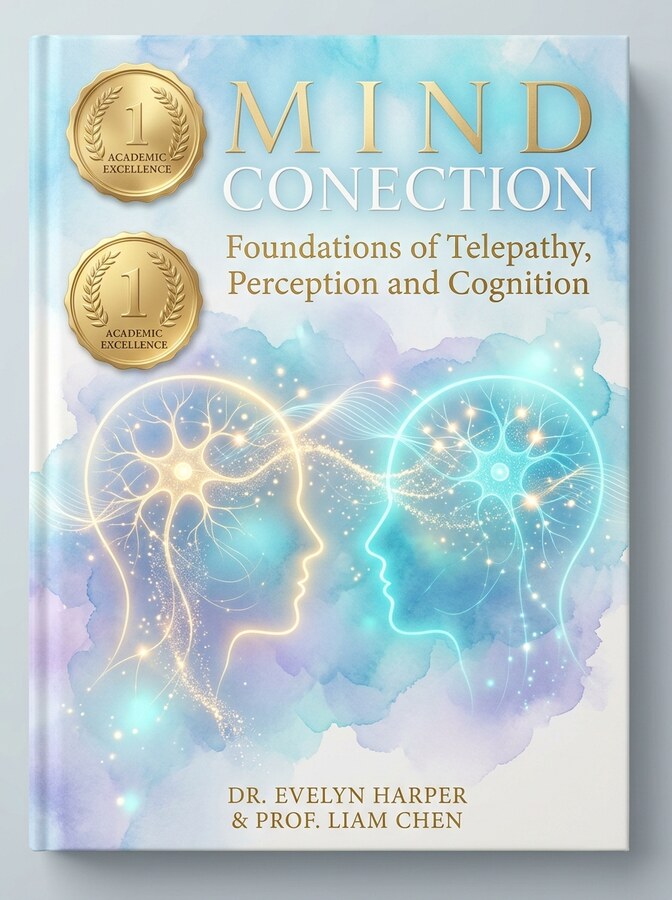 MIND
CONECTION
Foundations of Telepathy,
Perception and Cognition
1
ACADEMIC
EXCELLENCE
1
ACADEMIC
EXCELLENCE
DR. EVELYN HARPER
& PROF. LIAM CHEN